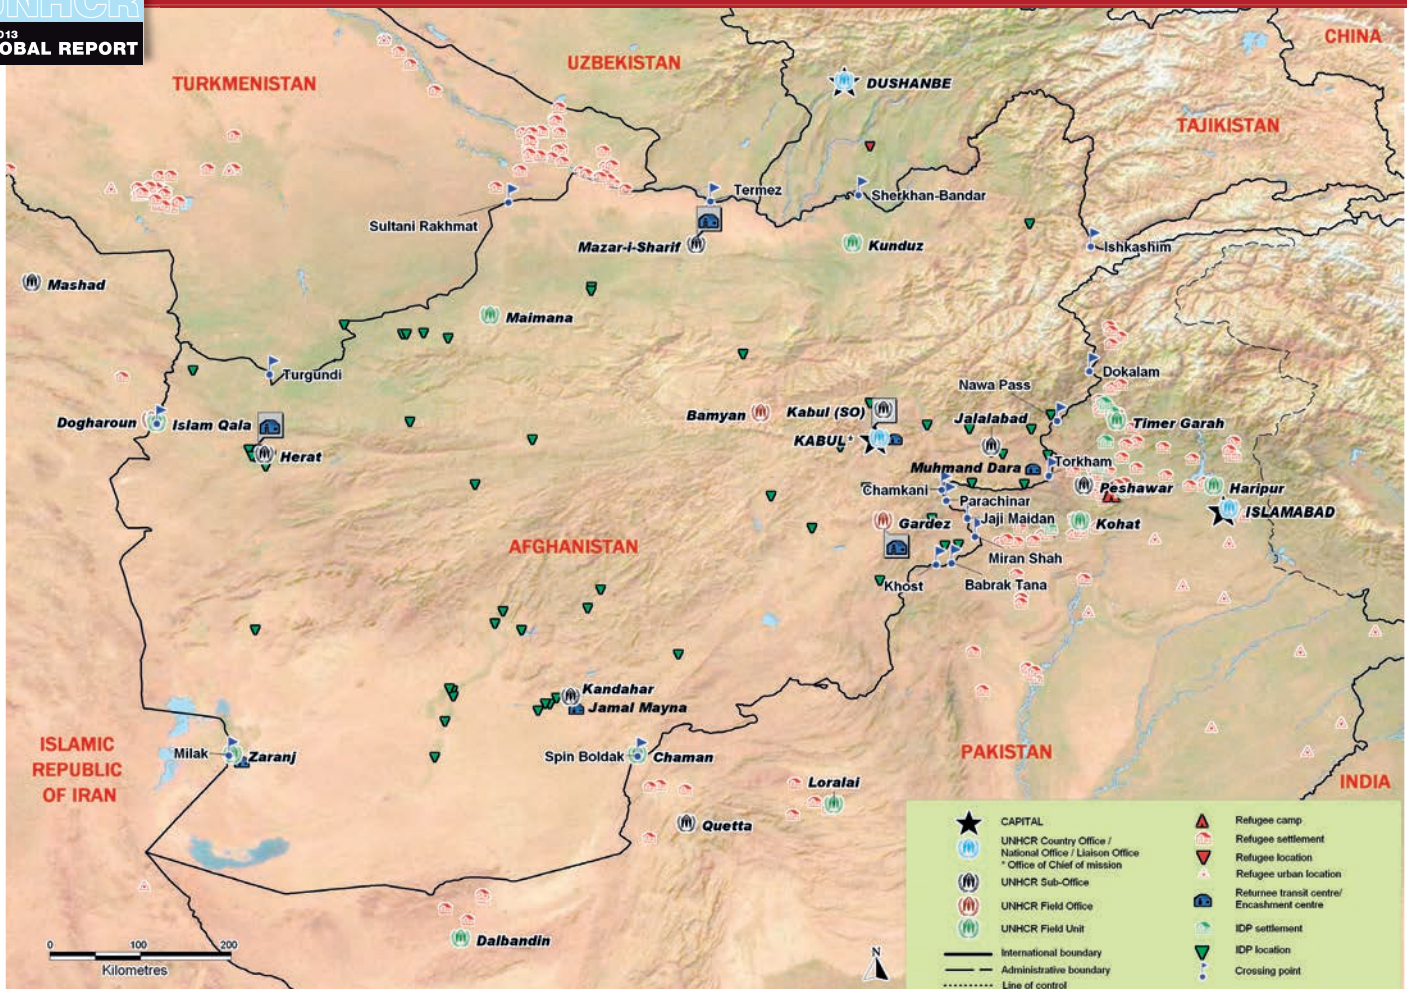 UNHCR
GLOBAL REPORT
CHINA
UZBEKISTAN
TURKMENISTAN
DUSHANBE
TAJIKISTAN
Termez
Sherkhan-Bandar
Sultani Rakhmat
Mazar-i-Sharif
Kunduz
Ishkashim
Mashad
Maimana
Turgundi
Dokalam
Nawa Pass
Dogharoun
Islam Qala
Bamyan
Kabul (SO)
Jalalabad
Timer Garah
KABUL*
Herat
Muhmand Dara
Torkham
Chamkani
Peshawar
Haripur
Parachinar
ISLAMABAD
Gardez
Jaji Maidan
Kohat
AFGHANISTAN
Miran Shah
Khost
Babrak Tana
Kandahar
Jamal Mayna
ISLAMIC
REPUBLIC
OF IRAN
Milak
Zaranj
Spin Boldak
Chaman
PAKISTAN
INDIA
Loralai
Quetta
Dalbandin
0 100 200
Kilometres
N
CAPITAL
UNHCR Country Office /
National Office / Liaison Office
* Office of Chief of mission
UNHCR Sub-Office
UNHCR Field Office
UNHCR Field Unit
International boundary
Administrative boundary
Line of control
Refugee camp
Refugee settlement
Refugee location
Refugee urban location
Returnee transit centre/
Encashment centre
IDP settlement
IDP location
Crossing point